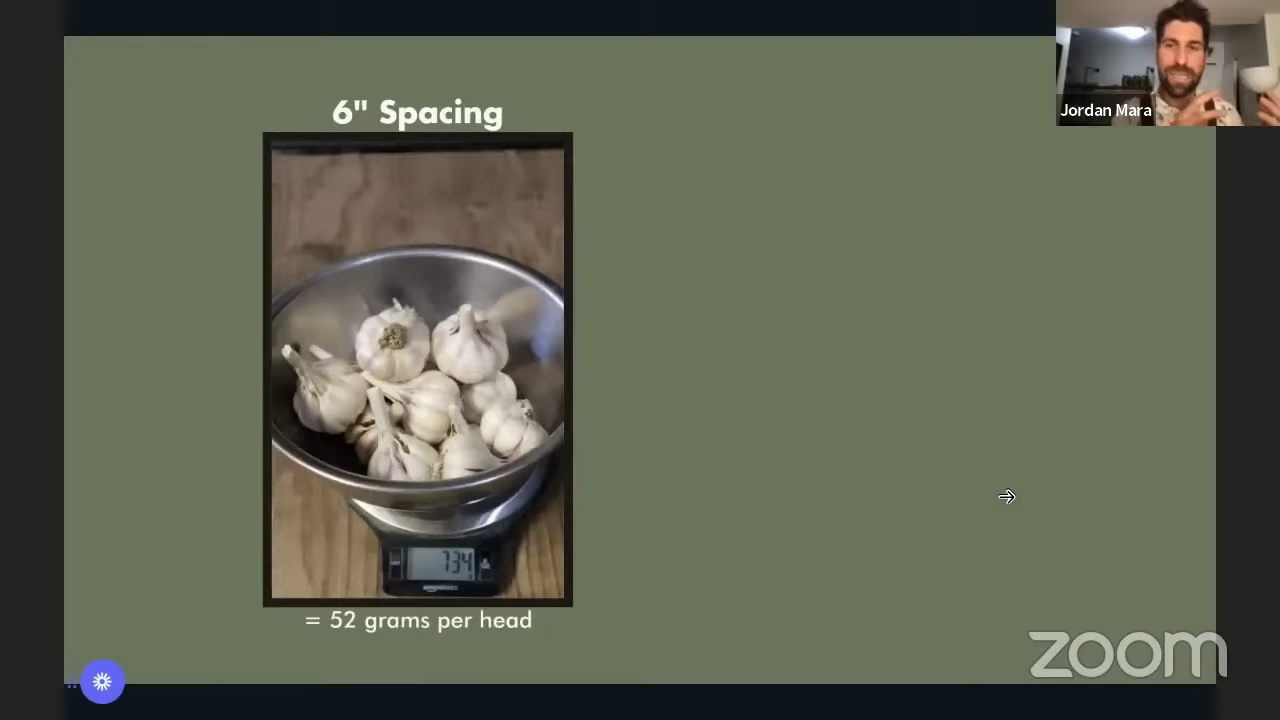 6" Spacing
Jordan Mara
734
= 52 grams per head
zoom